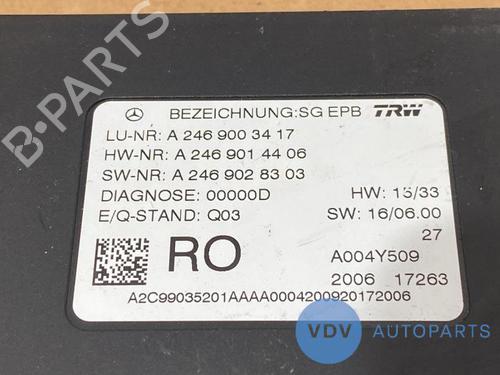 B-PARTS
BEZEICHNUNG:SG EPB TRW
LU-NR: A 246 900 34 17
HW-NR: A 246 901 44 06
SW-NR: A 246 902 83 03
DIAGNOSE: 00000D HW: 15/33
E/Q-STAND: Q03 SW: 16/06.00
27
RO A004Y509
2006 17263
A2C99035201AAAA0004200920172006
VDV AUTOPARTS